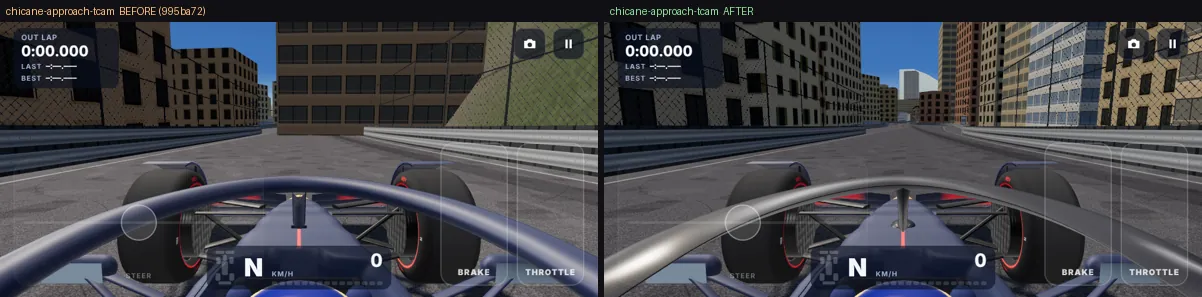 chicane-approach-tcam BEFORE (995ba72)
OUT LAP
0:00.000
LAST -:--.---
BEST -:--.---
STEER
N
KM/H
0
BRAKE
THROTTLE
chicane-approach-tcam AFTER
OUT LAP
0:00.000
LAST -:--.---
BEST -:--.---
STEER
N
KM/H
0
BRAKE
THROTTLE